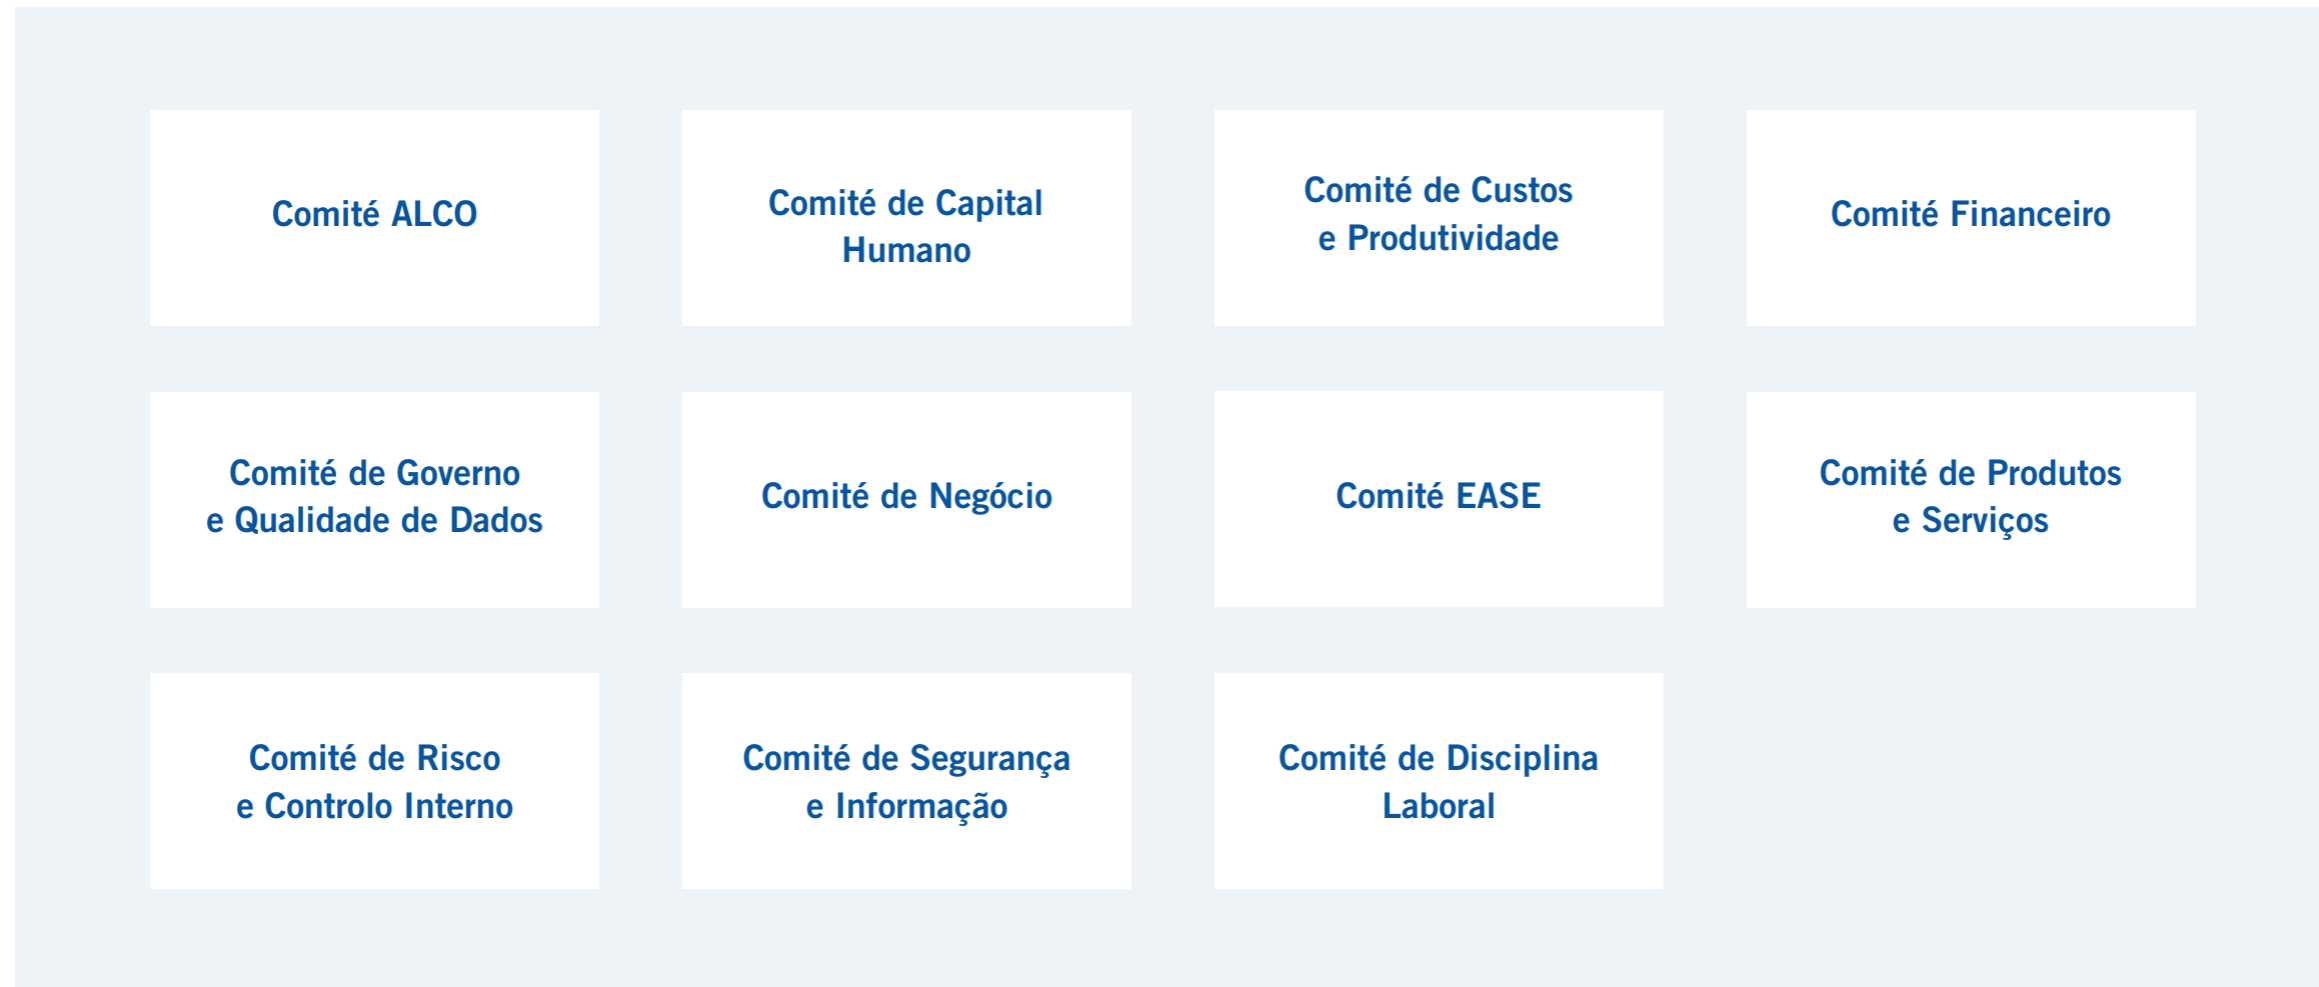 Comité ALCO
Comité de Capital
Humano
Comité de Custos
e Produtividade
Comité Financeiro
Comité de Governo
e Qualidade de Dados
Comité de Negócio
Comité EASE
Comité de Produtos
e Serviços
Comité de Risco
e Controlo Interno
Comité de Segurança
e Informação
Comité de Disciplina
Laboral